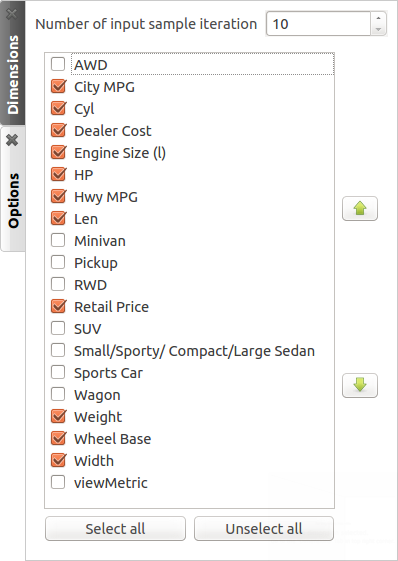 Dimensions
Options
Number of input sample iteration 10
AWD
City MPG
Cyl
Dealer Cost
Engine Size (l)
HP
Hwy MPG
Len
Minivan
Pickup
RWD
Retail Price
SUV
Small/Sporty/ Compact/Large Sedan
Sports Car
Wagon
Weight
Wheel Base
Width
viewMetric
Select all
Unselect all